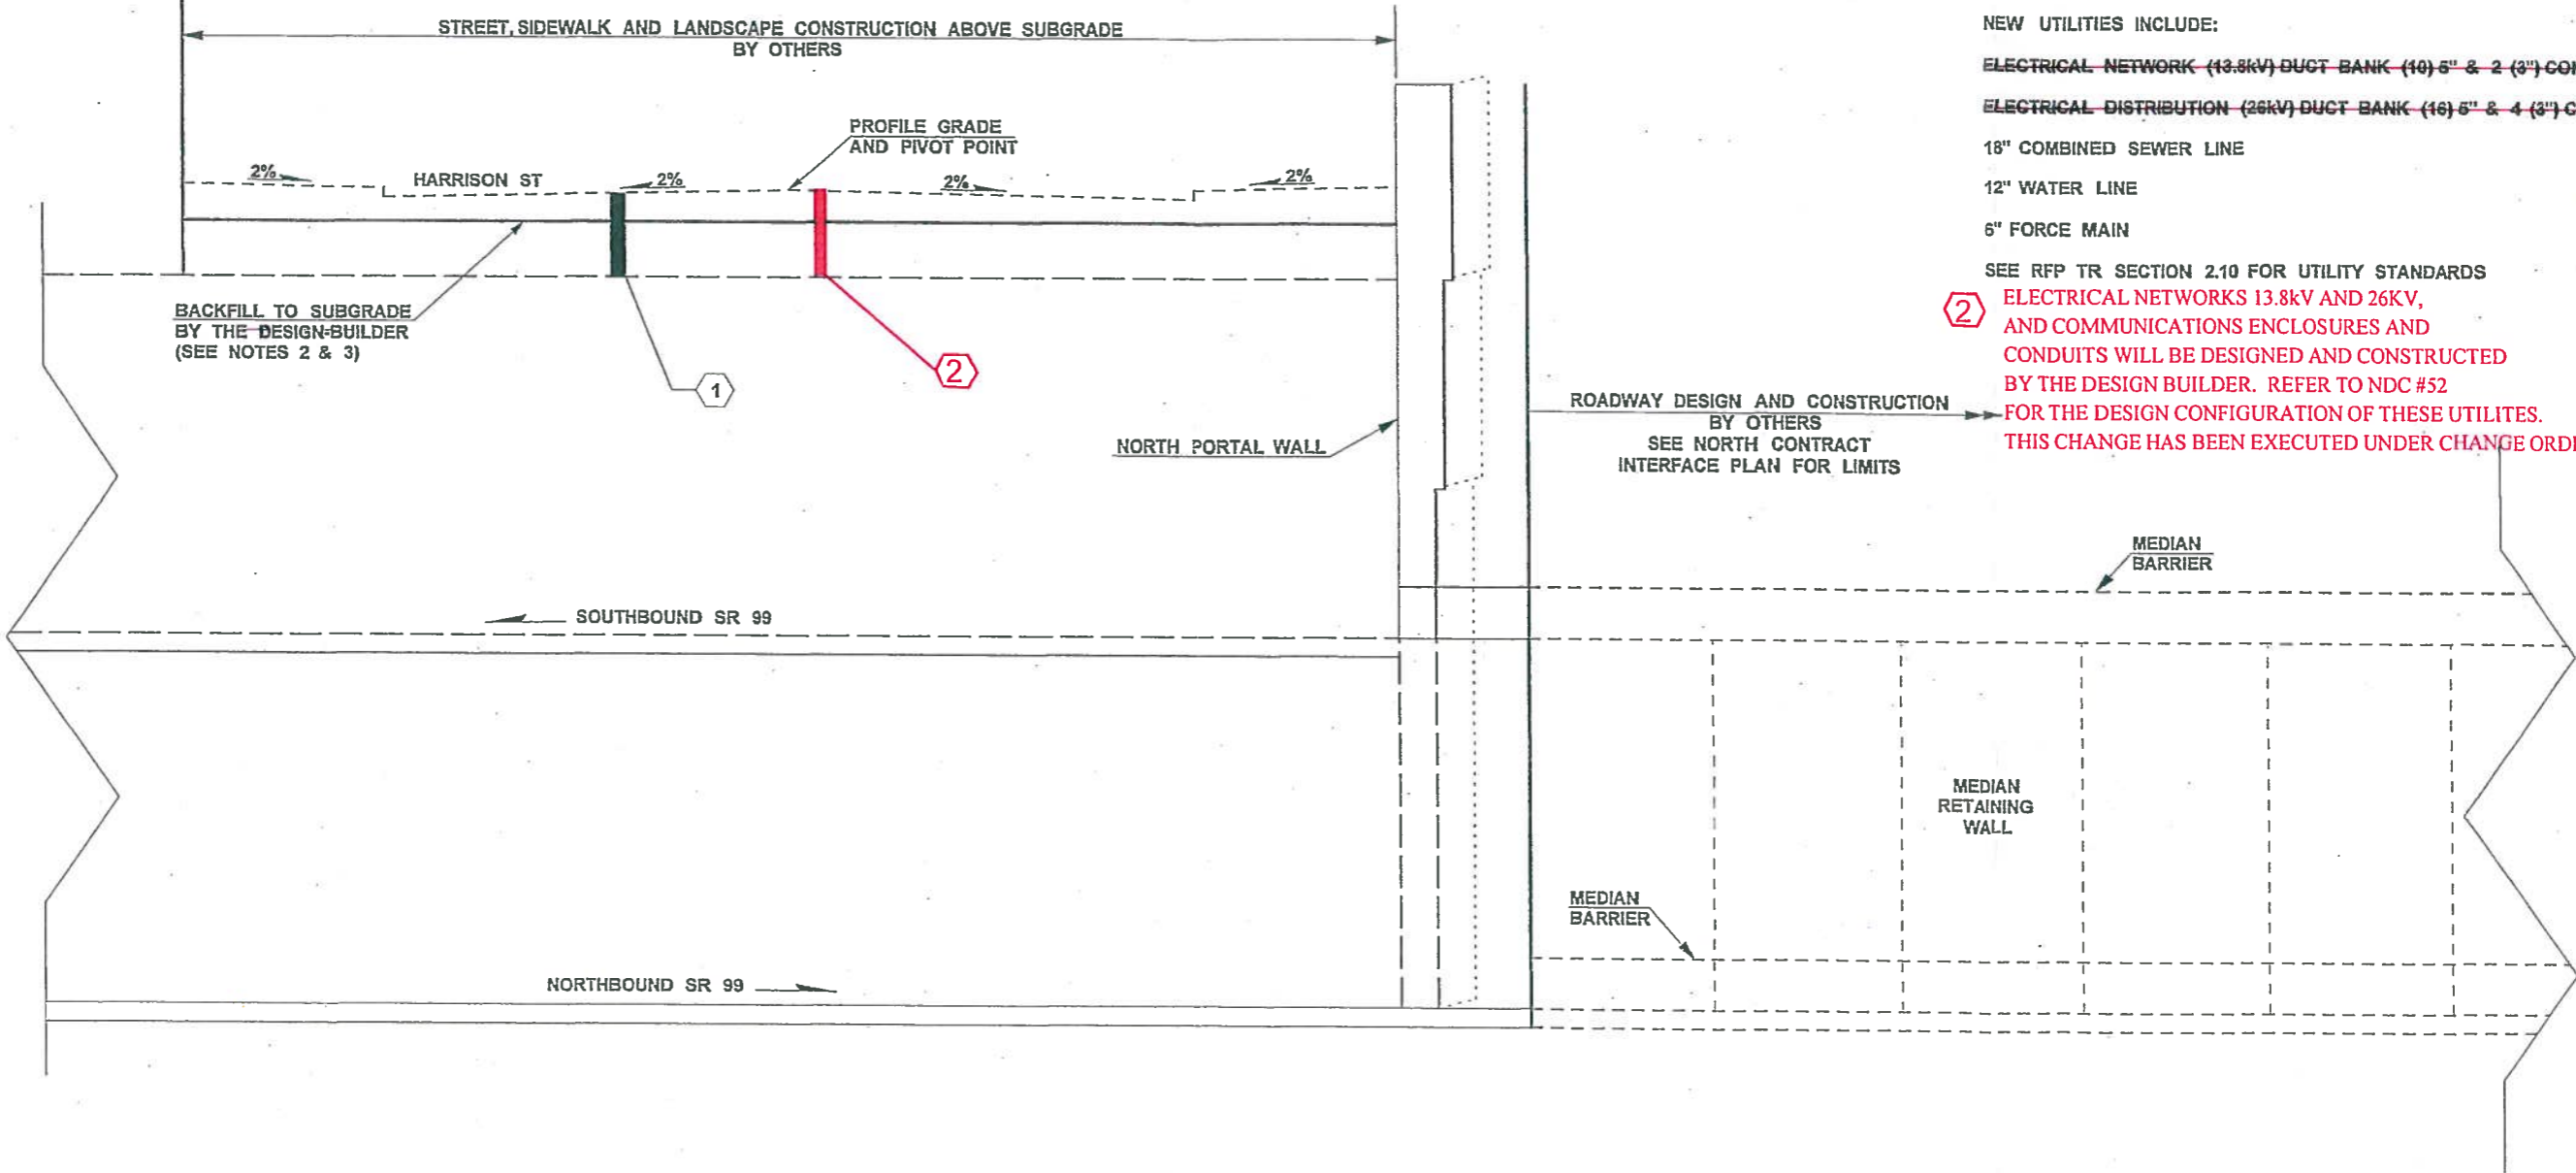 STREET, SIDEWALK AND LANDSCAPE CONSTRUCTION ABOVE SUBGRADE
BY OTHERS
PROFILE GRADE
AND PIVOT POINT
2%
HARRISON ST
2%
2%
2%
BACKFILL TO SUBGRADE
BY THE DESIGN-BUILDER
(SEE NOTES 2 & 3)
1
2
NORTH PORTAL WALL
NEW UTILITIES INCLUDE:
ELECTRICAL NETWORK (13.8kV) DUCT BANK (10) 5" & 2 (3")
ELECTRICAL DISTRIBUTION (26kV) DUCT BANK (16) 5" & 4 (3")
18" COMBINED SEWER LINE
12" WATER LINE
6" FORCE MAIN
SEE RFP TR SECTION 2.10 FOR UTILITY STANDARDS
2
ELECTRICAL NETWORKS 13.8kV AND 26KV,
AND COMMUNICATIONS ENCLOSURES AND
CONDUITS WILL BE DESIGNED AND CONSTRUCTED
BY THE DESIGN BUILDER. REFER TO NDC #52
FOR THE DESIGN CONFIGURATION OF THESE UTILITES.
THIS CHANGE HAS BEEN EXECUTED UNDER CHANGE
ROADWAY DESIGN AND CONSTRUCTION
BY OTHERS
SEE NORTH CONTRACT
INTERFACE PLAN FOR LIMITS
MEDIAN
BARRIER
SOUTHBOUND SR 99
MEDIAN
RETAINING
WALL
MEDIAN
BARRIER
NORTHBOUND SR 99